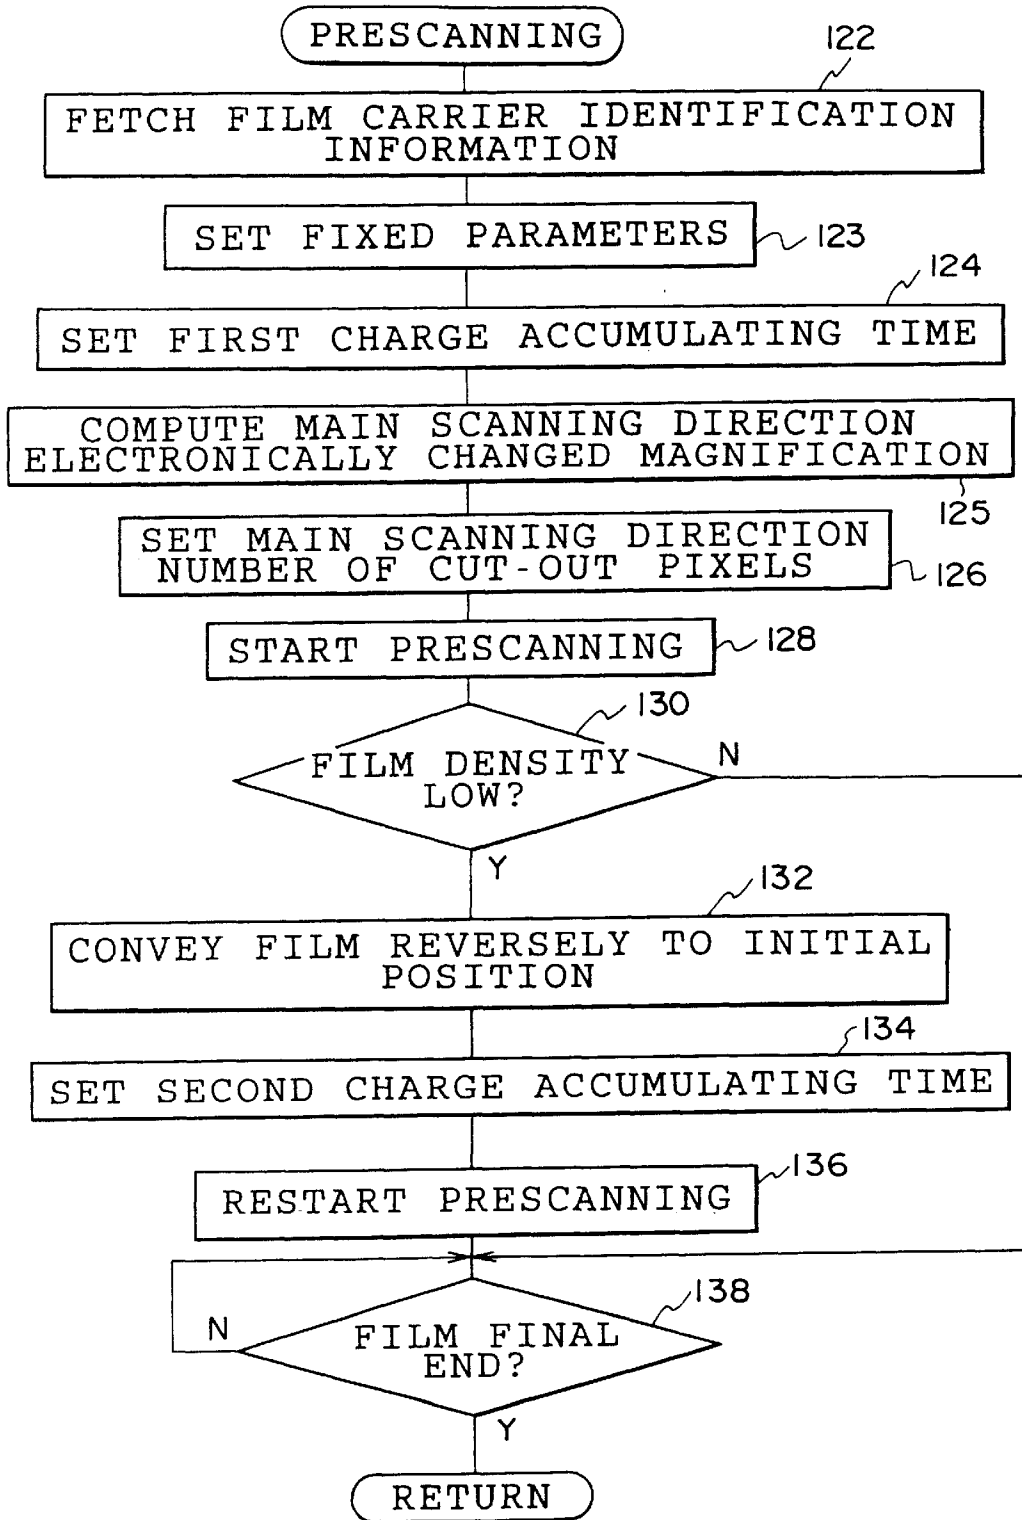 PRESCANNING
122
FETCH FILM CARRIER IDENTIFICATION
INFORMATION
SET FIXED PARAMETERS
123
124
SET FIRST CHARGE ACCUMULATING TIME
COMPUTE MAIN SCANNING DIRECTION
ELECTRONICALLY CHANGED MAGNIFICATION
125
SET MAIN SCANNING DIRECTION
NUMBER OF CUT-OUT PIXELS
126
START PRESCANNING
128
130
FILM DENSITY
LOW?
N
Y
132
CONVEY FILM REVERSELY TO INITIAL
POSITION
134
SET SECOND CHARGE ACCUMULATING TIME
136
RESTART PRESCANNING
138
N
FILM FINAL
END?
Y
RETURN